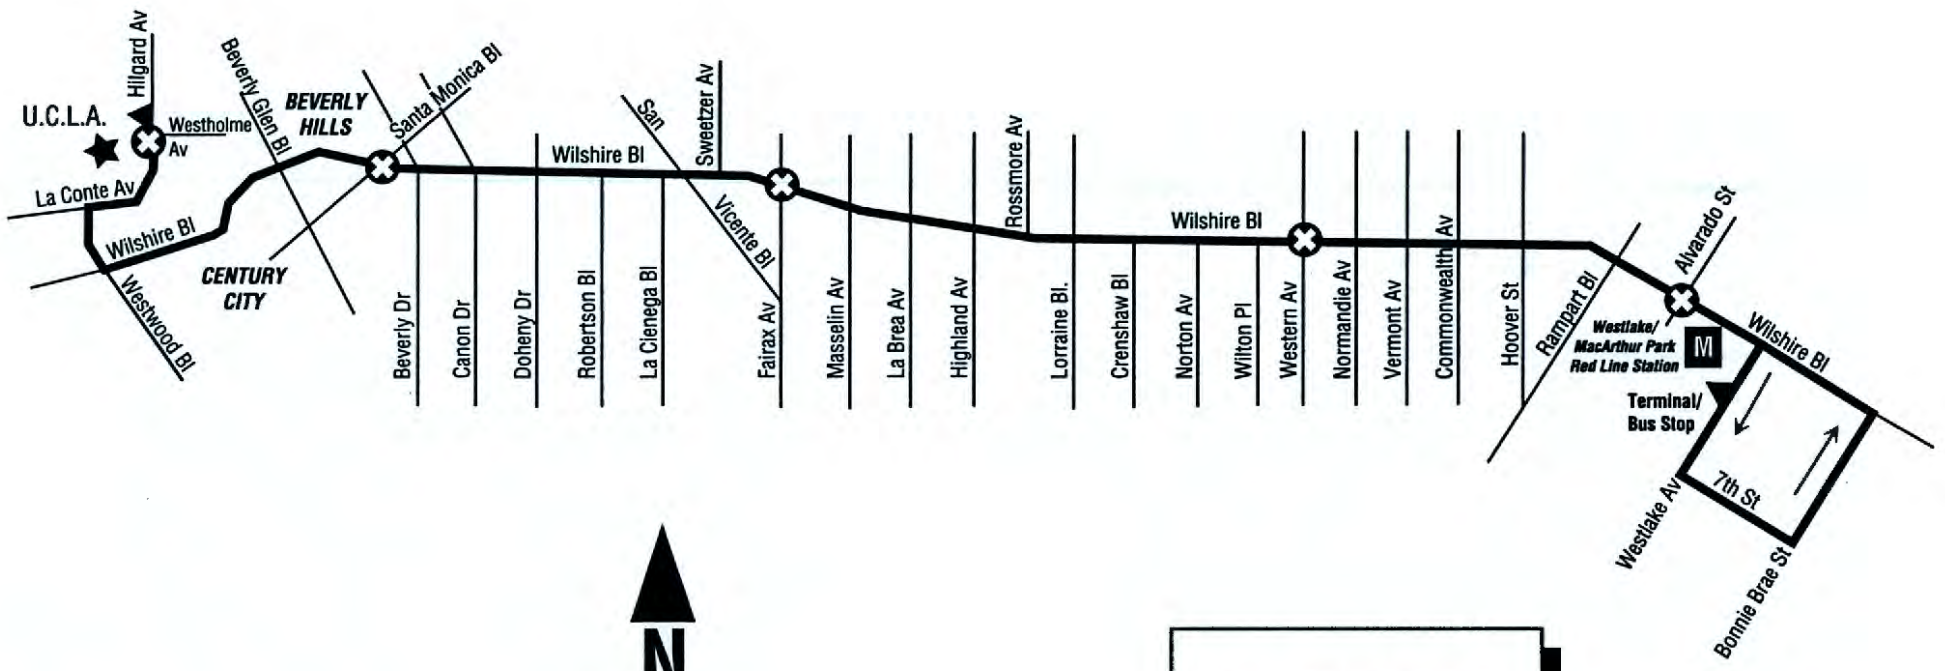 Hilgard Av
U.C.L.A.
Westholme
Av
La Conte Av
Wilshire Bl
Westwood Bl
Beverly Glen Bl
BEVERLY
HILLS
CENTURY
CITY
Santa Monica Bl
Beverly Dr
Canon Dr
Doheny Dr
Wilshire Bl
Robertson Bl
La Cienega Bl
San
Vicente Bl
Sweetzer Av
Fairax Av
Masselin Av
La Brea Av
Highland Av
Rossmore Av
Lorraine Bl.
Crenshaw Bl
Norton Av
Wilshire Bl
Wilton Pl
Western Av
Normandie Av
Vermont Av
Commonwealth Av
Hoover St
Rampart Bl
Alvarado St
Westlake/
MacArthur Park
Red Line Station
M
Wilshire Bl
Terminal/
Bus Stop
7th St
Westlake Av
Bonnie Brae St
N